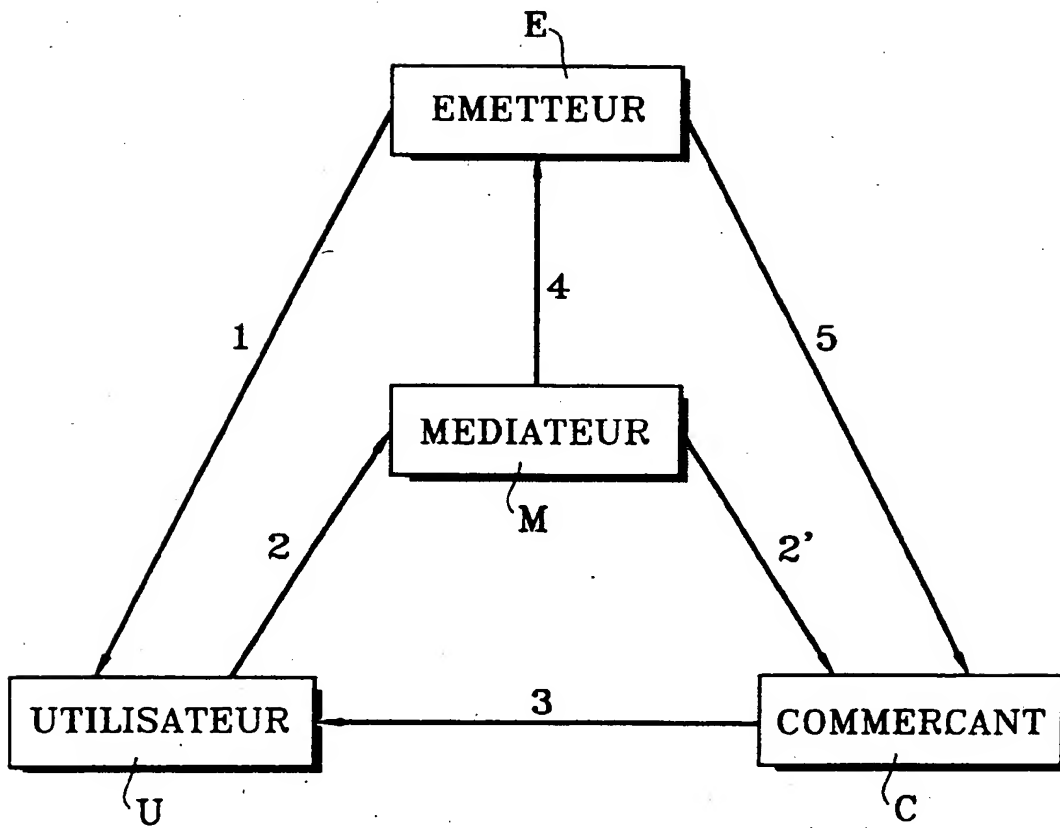 E
EMETTEUR
1
4
5
MEDIATEUR
M
2
2'
3
UTILISATEUR
COMMERCANT
U
C